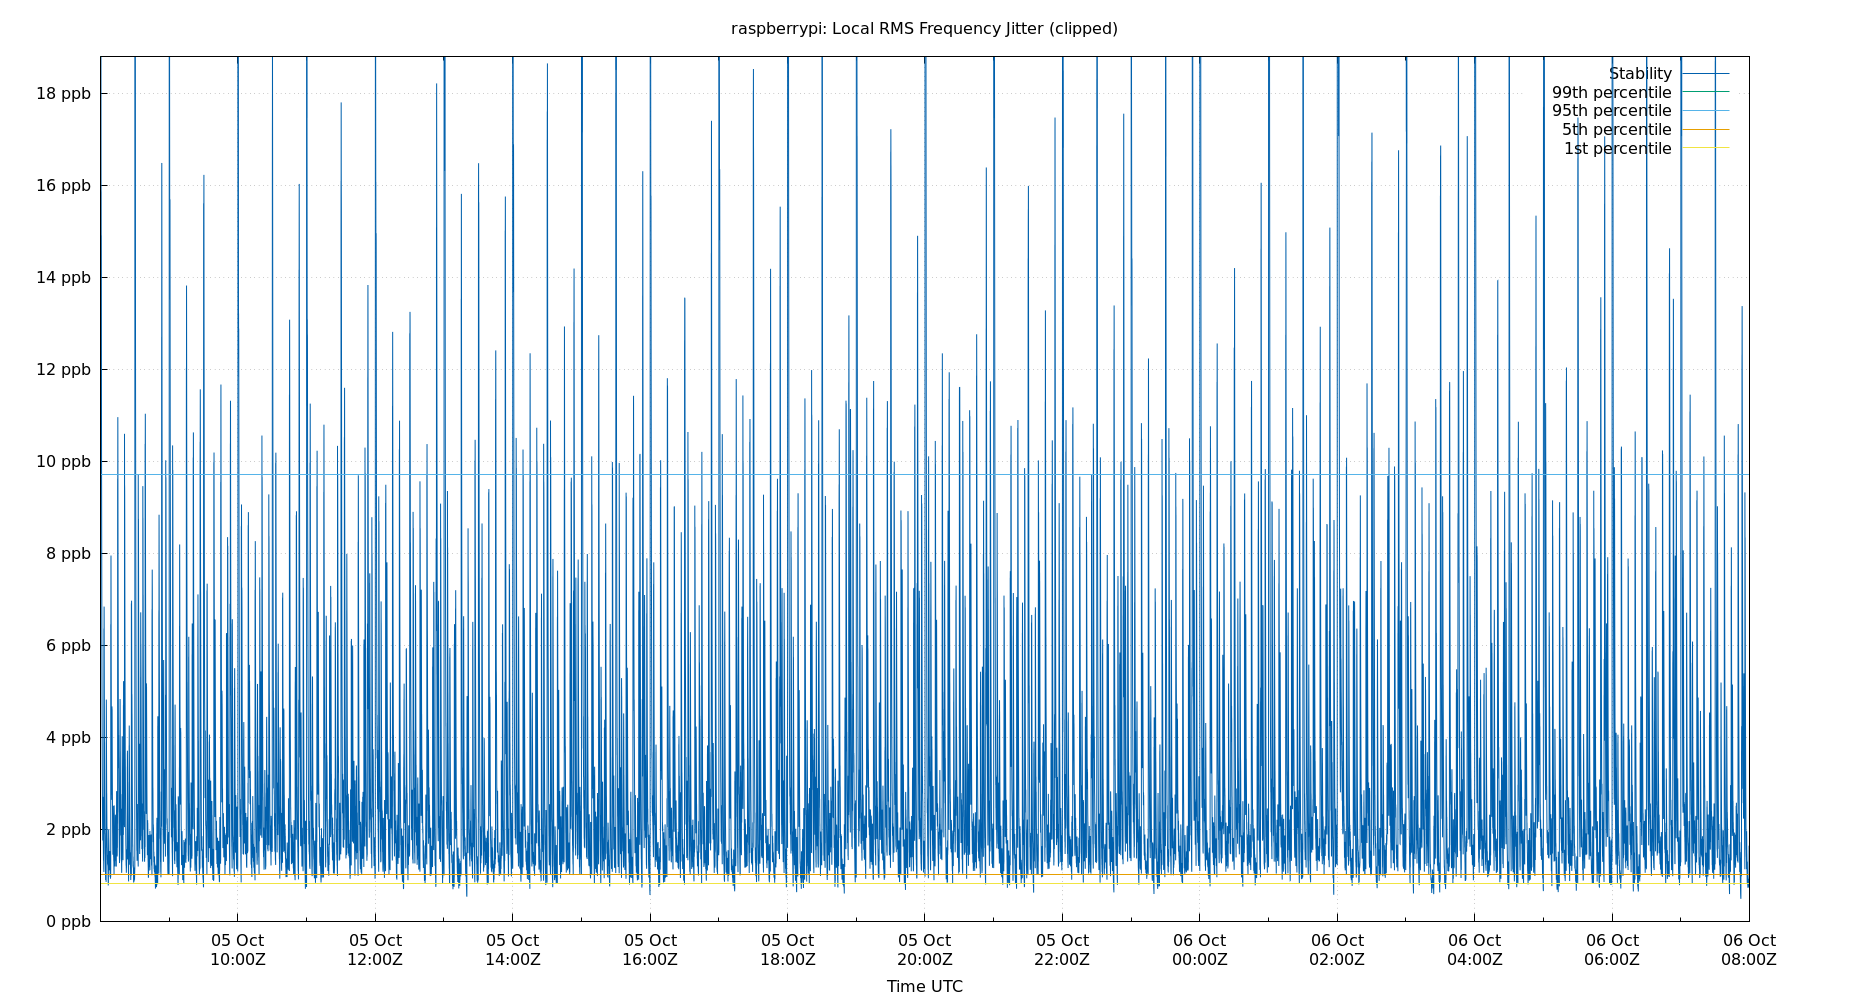 raspberrypi: Local RMS Frequency Jitter (clipped)
Stability
99th percentile
95th percentile
5th percentile
1st percentile
18 ppb
16 ppb
14 ppb
12 ppb
10 ppb
8 ppb
6 ppb
4 ppb
2 ppb
0 ppb
05 Oct 05 Oct 05 Oct 05 Oct 05 Oct 05 Oct 05 Oct 06 Oct 06 Oct 06 Oct 06 Oct 06 Oct
10:00Z 12:00Z 14:00Z 16:00Z 18:00Z 20:00Z 22:00Z 00:00Z 02:00Z 04:00Z 06:00Z 08:00Z
Time UTC